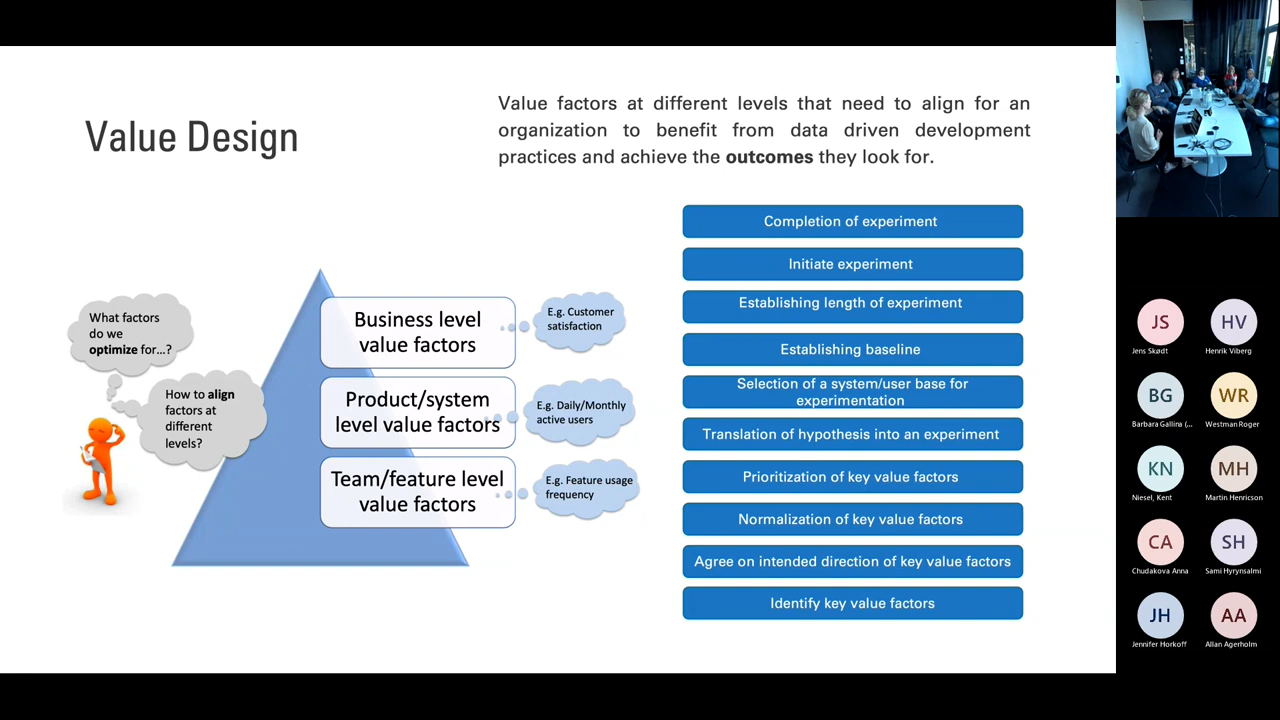 Value Design
Value factors at different levels that need to align for an
organization to benefit from data driven development
practices and achieve the outcomes they look for.
What factors
do we
optimize for...?
How to align
factors at
different
levels?
Business level
value factors
E.g. Customer
satisfaction
Product/system
level value factors
E.g. Daily/Monthly
active users
Team/feature level
value factors
E.g. Feature usage
frequency
Completion of experiment
Initiate experiment
Establishing length of experiment
Establishing baseline
Selection of a system/user base for
experimentation
Translation of hypothesis into an experiment
Prioritization of key value factors
Normalization of key value factors
Agree on intended direction of key value factors
Identify key value factors
JS
Jens Skødt
HV
Henrik Viberg
BG
Barbara Gallina (...
WR
Westman Roger
KN
Niesel, Kent
MH
Martin Henricson
CA
Chudakova Anna
SH
Sami Hyrynsalmi
JH
Jennifer Horkoff
AA
Allan Agerholm